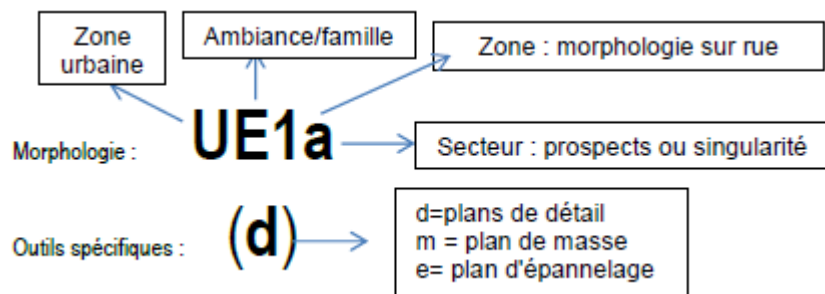 Zone
urbaine
Ambiance/famille
Zone : morphologie sur rue
Morphologie :
UE1a
Secteur : prospects ou singularité
Outils spécifiques :
(d)
d=plans de détail
m = plan de masse
e= plan d'épannelage